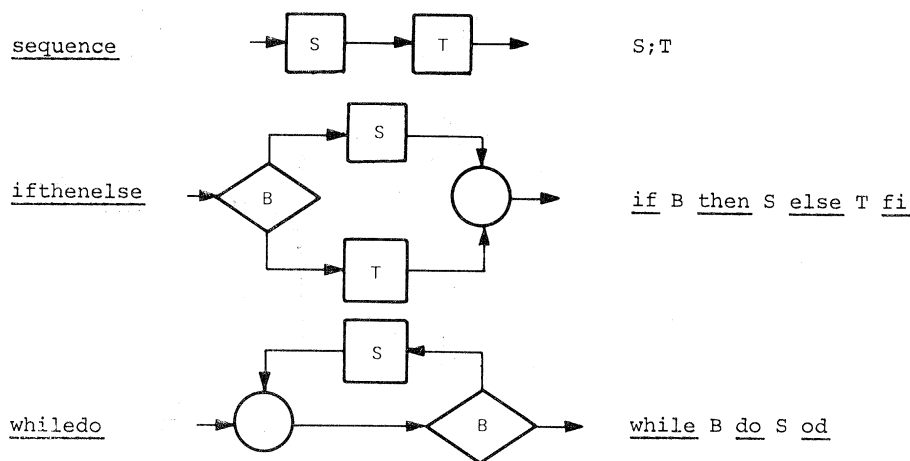 sequence S T S;T
S
ifthenelse B if B then S else T fi
T
S
whiledo B while B do S od